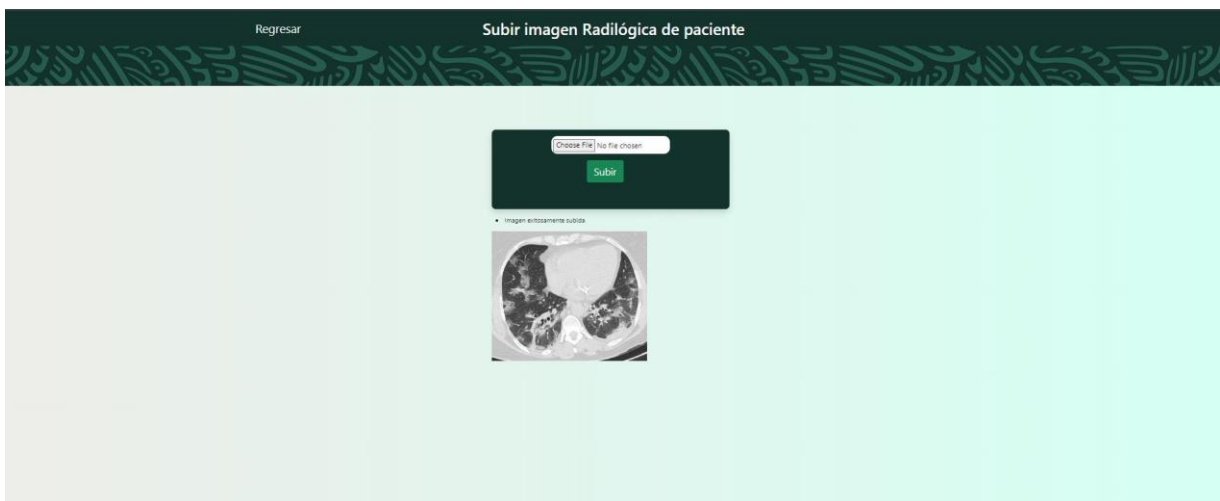 Regresar
Subir imagen Radilógica de paciente
Choose File No file chosen
Subir
Imagen exitosamente subida